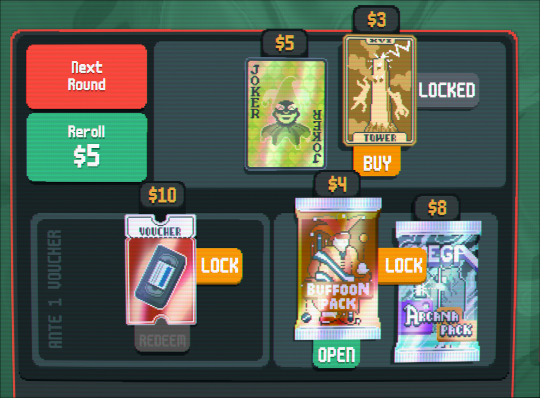 $5
$3
Next
Round
JOKER
JOKER
XVI
LOCKED
Reroll
$5
TOWER
BUY
$10
$4
$8
ANTE 1 VOUCHER
VOUCHER
LOCK
LOCK
MEGA
BUFFOON
PACK
ARCANA
PACK
REDEEM
OPEN